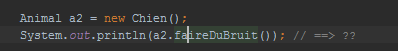 Animal a2 = new Chien();
System.out.println(a2.faireDuBruit()); // ==> ??